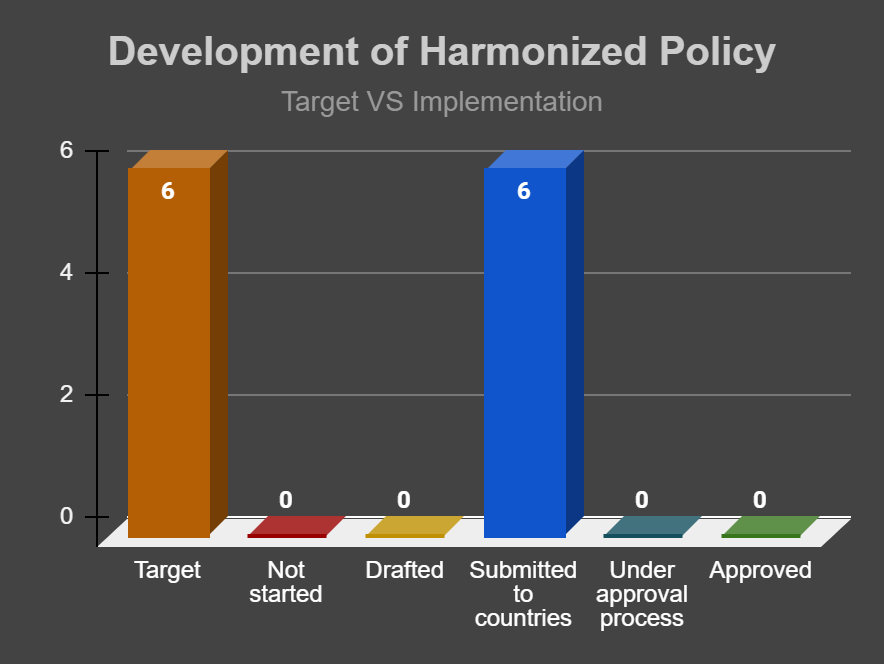 Development of Harmonized Policy
Target VS Implementation
6
4
2
0
6
0
0
6
0
0
Target
Not
started
Drafted
Submitted
to
countries
Under
approval
process
Approved